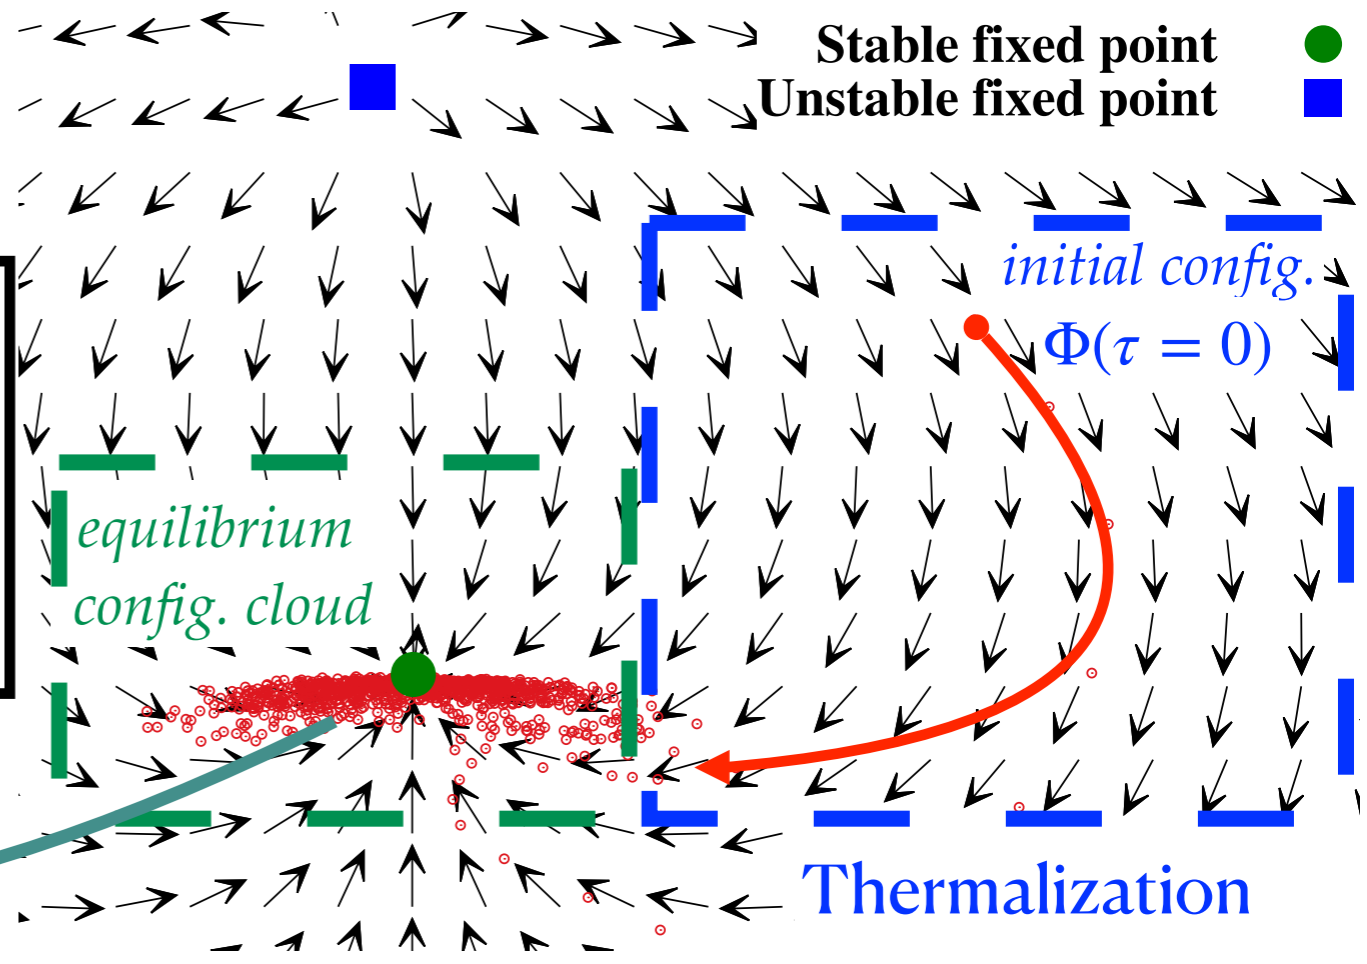 Stable fixed point
Unstable fixed point
initial config.
Φ(τ = 0)
equilibrium
config. cloud
Thermalization